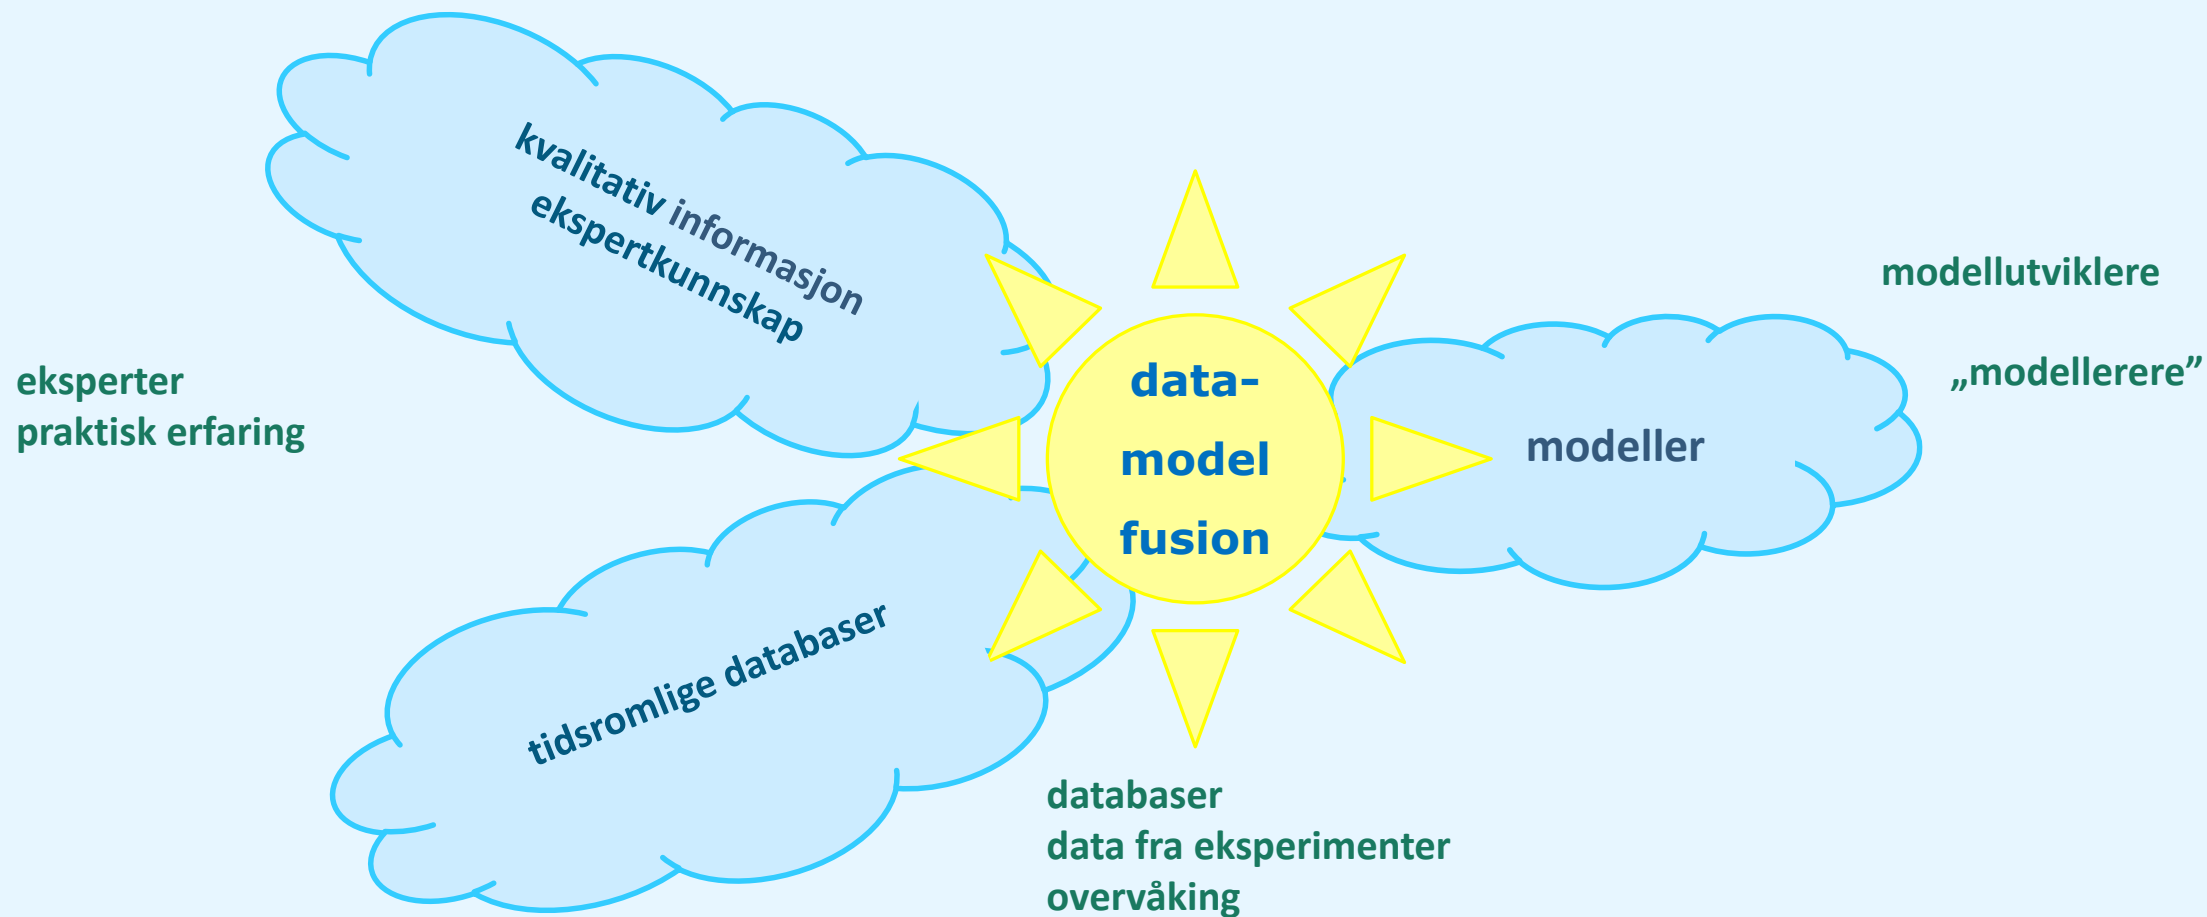 kvalitativ informasjon
ekspertkunnskap
eksperter
praktisk erfaring
data-
model
fusion
modellutviklere
„modellerere”
modeller
tidsromlige databaser
databaser
data fra eksperimenter
overvåking